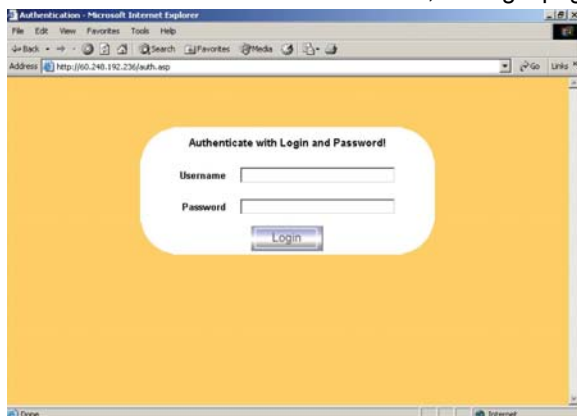 Authentication - Microsoft Internet Explorer
File Edit View Favorites Tools Help
Back Search Favorites Media
Address http://60.248.192.236/auth.asp Go Links
Authenticate with Login and Password!
Username
Password
Login
Done Internet